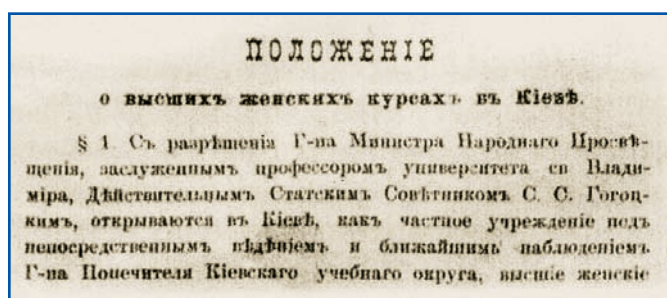 ПОЛОЖЕНІЕ
о высшихъ женскихъ курсахъ въ Кіевѣ.
§ 1. Съ разрѣшенія Г-на Министра Народнаго Просвѣ-
щенія, заслуженнымъ профессоромъ университета св Влади-
міра, Дѣйствительнымъ Статскимъ Совѣтникомъ С. С. Гогоц-
кимъ, открываются въ Кіевѣ, какъ частное учрежденіе подъ
непосредственнымъ вѣдѣніемъ и ближайшимъ наблюденіемъ
Г-на Попечителя Кіевскаго учебнаго округа, высшіе женскіе